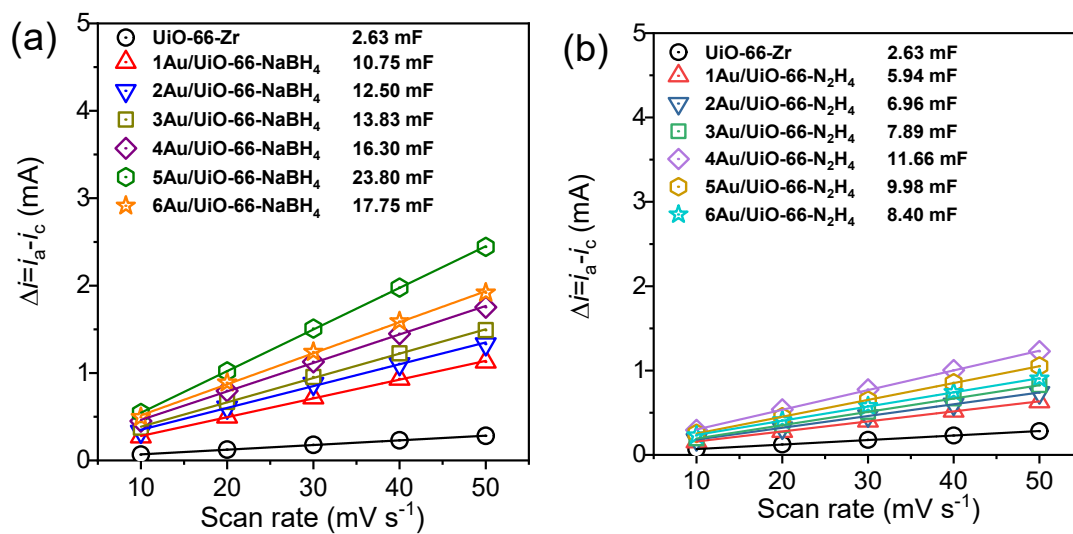 (a)
5
4
3
2
1
0
10 20 30 40 50
Δi=iₐ-i_c (mA)
Scan rate (mV s⁻¹)
UiO-66-Zr 2.63 mF
1Au/UiO-66-NaBH₄ 10.75 mF
2Au/UiO-66-NaBH₄ 12.50 mF
3Au/UiO-66-NaBH₄ 13.83 mF
4Au/UiO-66-NaBH₄ 16.30 mF
5Au/UiO-66-NaBH₄ 23.80 mF
6Au/UiO-66-NaBH₄ 17.75 mF
(b)
5
4
3
2
1
0
10 20 30 40 50
Δi=iₐ-i_c (mA)
Scan rate (mV s⁻¹)
UiO-66-Zr 2.63 mF
1Au/UiO-66-N₂H₄ 5.94 mF
2Au/UiO-66-N₂H₄ 6.96 mF
3Au/UiO-66-N₂H₄ 7.89 mF
4Au/UiO-66-N₂H₄ 11.66 mF
5Au/UiO-66-N₂H₄ 9.98 mF
6Au/UiO-66-N₂H₄ 8.40 mF